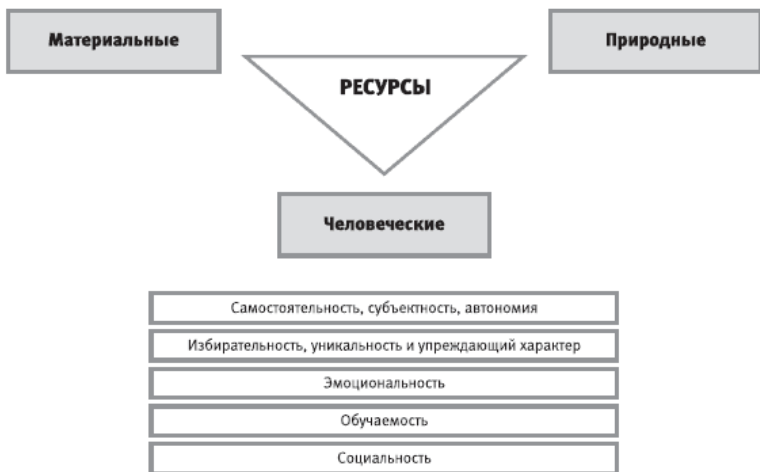 Материальные
Природные
РЕСУРСЫ
Человеческие
Самостоятельность, субъектность, автономия
Избирательность, уникальность и упреждающий характер
Эмоциональность
Обучаемость
Социальность